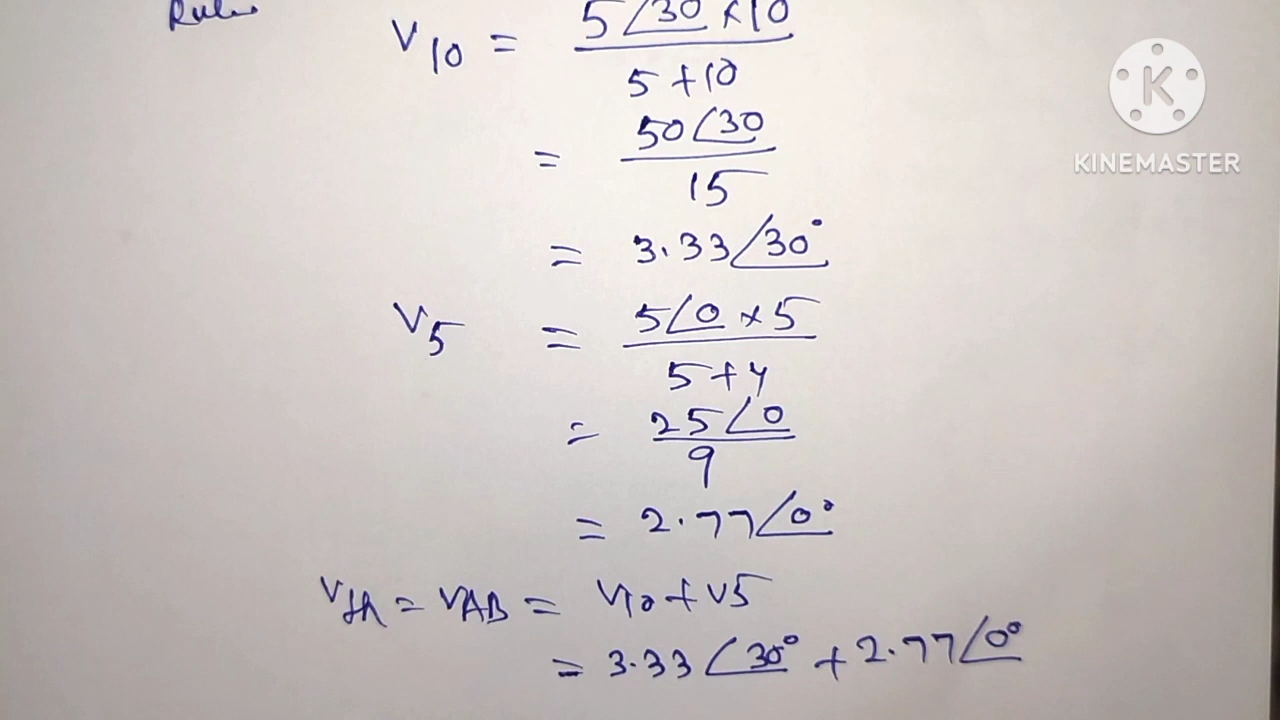 Rules
V10 = 5∠30 × 10
5 + 10
= 50∠30
15
= 3.33∠30°
V5 = 5∠0 × 5
5 + 4
= 25∠0
9
= 2.77∠0°
Vth = VAB = V10 + V5
= 3.33∠30° + 2.77∠0°
K
KINEMASTER